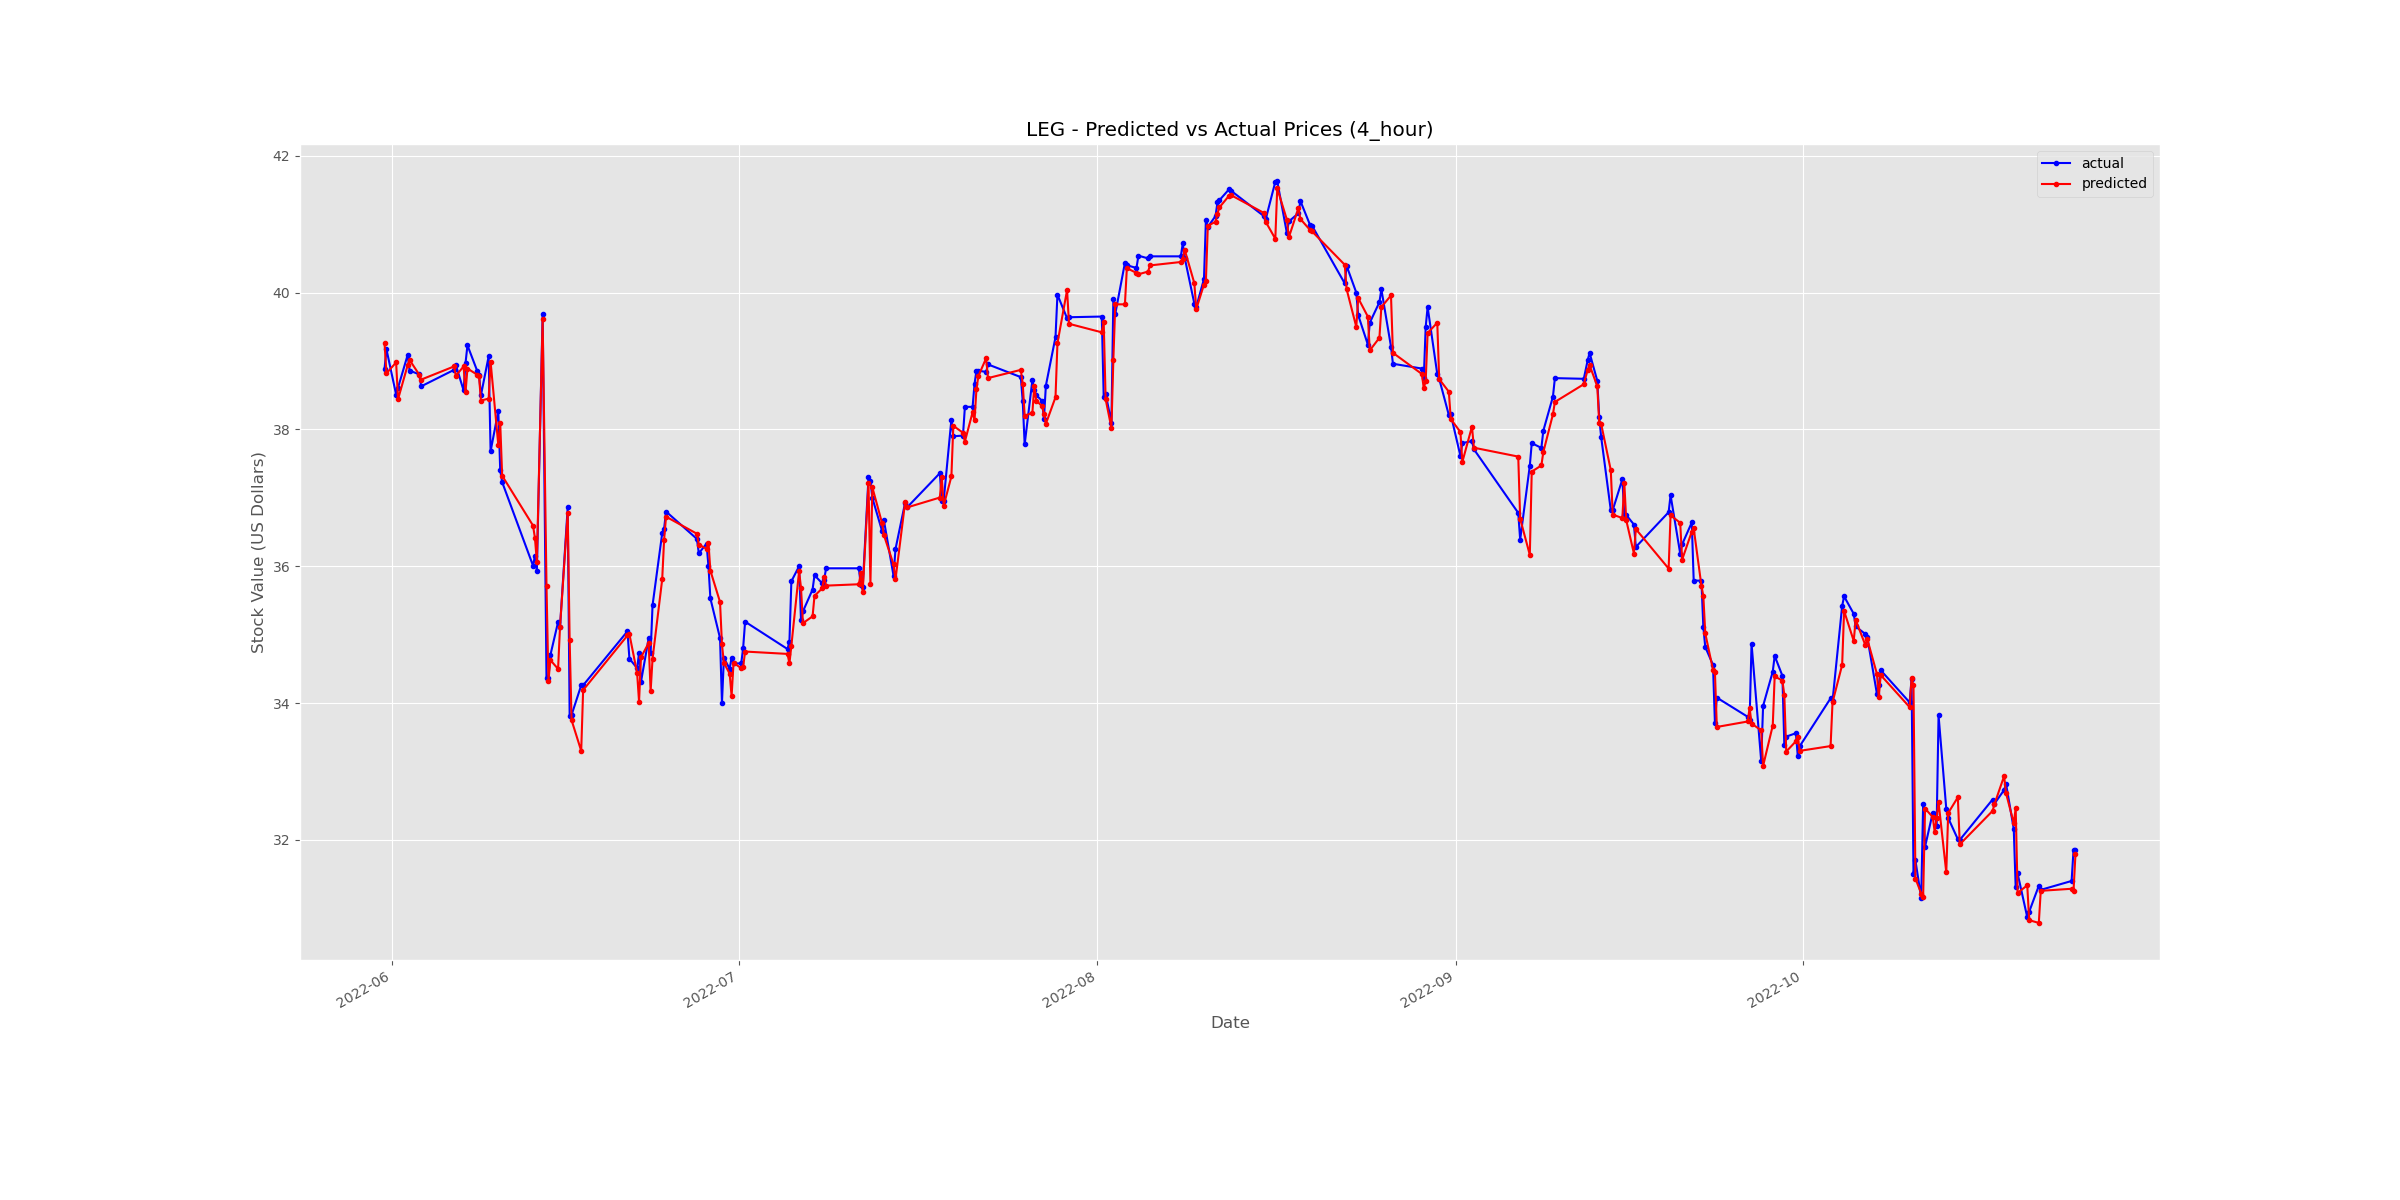 LEG - Predicted vs Actual Prices (4_hour)
actual
predicted
Stock Value (US Dollars)
42
40
38
36
34
32
2022-06
2022-07
2022-08
2022-09
2022-10
Date